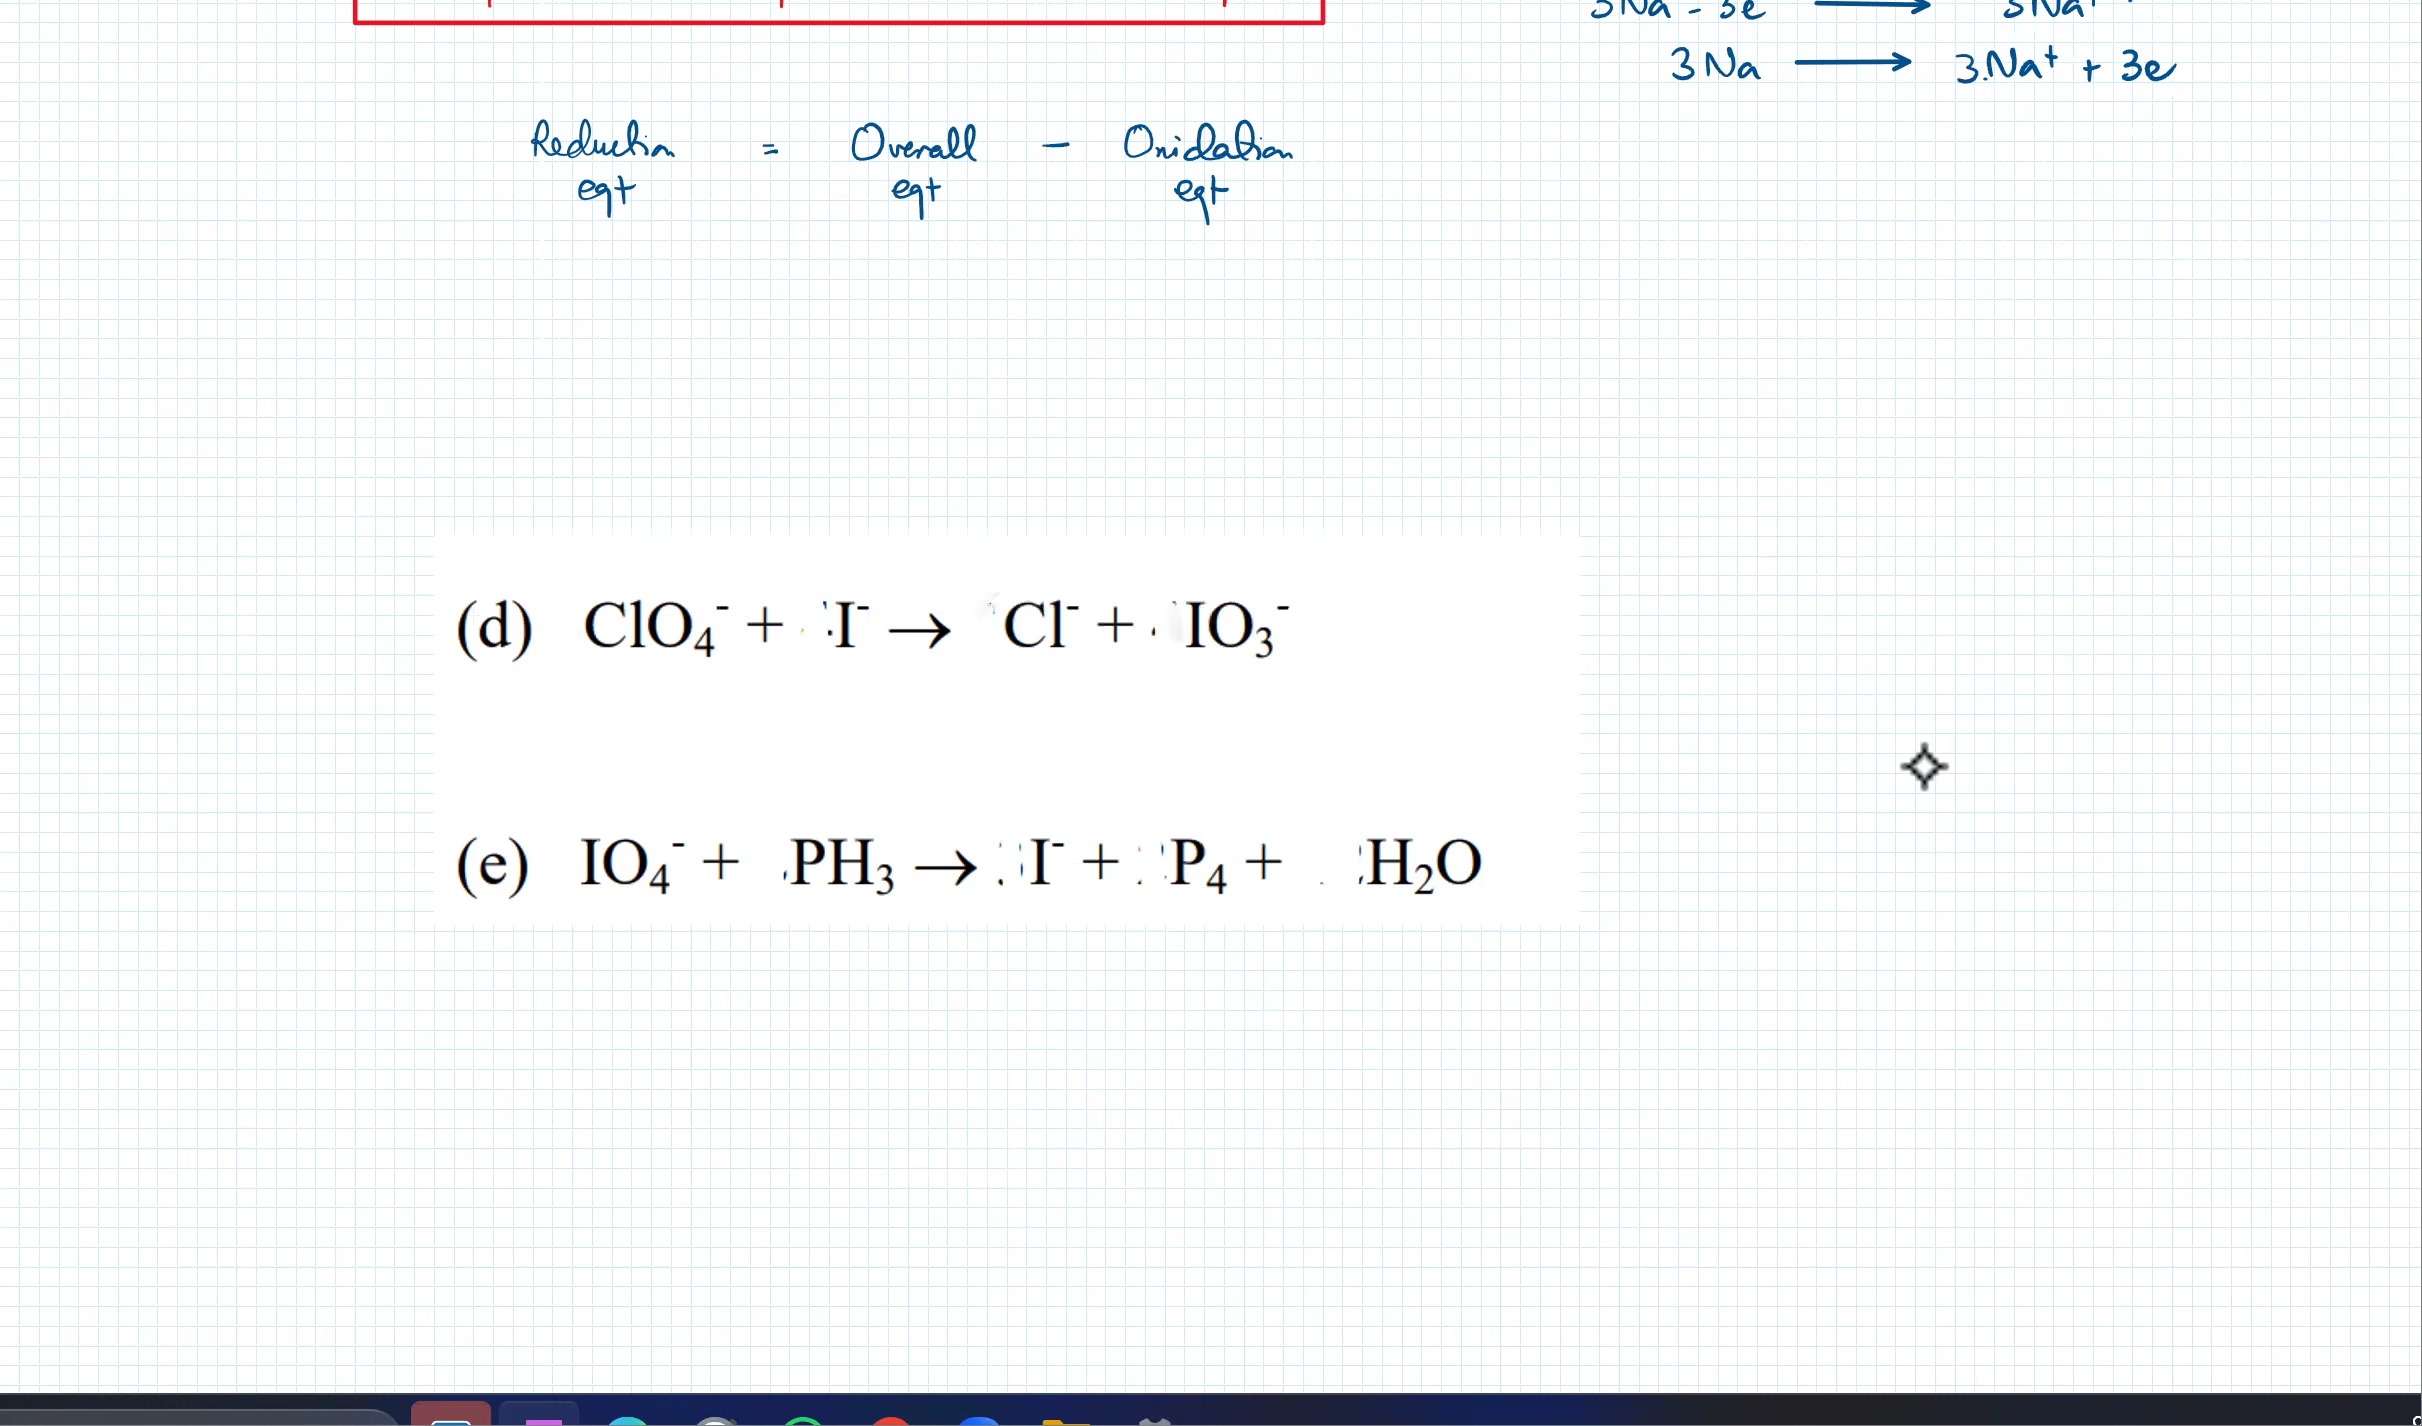 3Na - 3e ⟶ 3Na⁺
3Na ⟶ 3Na⁺ + 3e
Reduction = Overall − Oxidation
eqt eqt eqt
(d) ClO₄⁻ + I⁻ → Cl⁻ + IO₃⁻
(e) IO₄⁻ + PH₃ → I⁻ + P₄ + H₂O